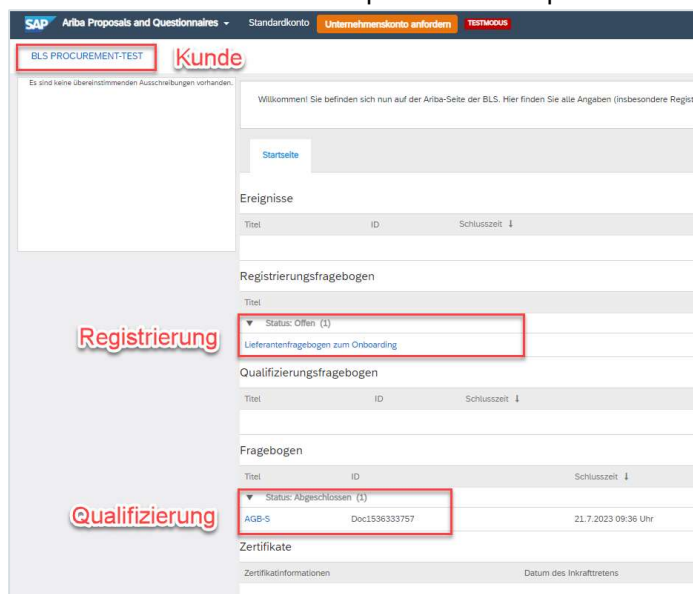 SAP Ariba Proposals and Questionnaires Standardkonto Unternehmenskonto anfordern TESTMODUS
BLS PROCUREMENT-TEST Kunde
Es sind keine übereinstimmenden Ausschreibungen vorhanden.
Willkommen! Sie befinden sich nun auf der Ariba-Seite der BLS. Hier finden Sie alle Angaben (insbesondere Regist
Startseite
Ereignisse
Titel ID Schlusszeit ↓
Registrierungsfragebogen
Titel
▼ Status: Offen (1)
Registrierung
Lieferantenfragebogen zum Onboarding
Qualifizierungsfragebogen
Titel ID Schlusszeit ↓
Fragebogen
Titel ID Schlusszeit ↓
▼ Status: Abgeschlossen (1)
Qualifizierung
AGB-S Doc1536333757 21.7.2023 09:36 Uhr
Zertifikate
Zertifikatinformationen Datum des Inkrafttretens